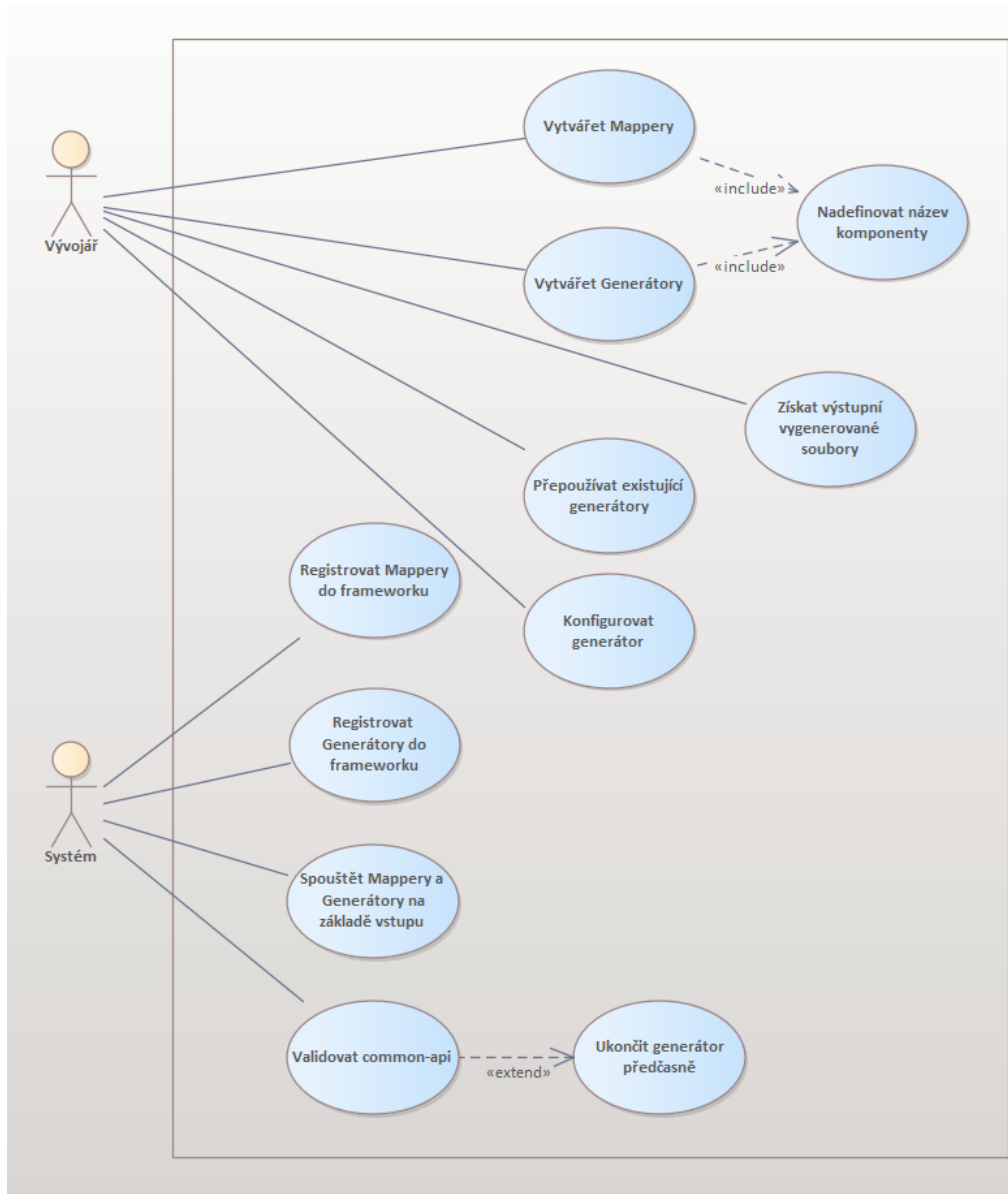 Vytvářet Mappery
«include»
Nadefinovat název
komponenty
Vývojář
Vytvářet Generátory
«include»
Získat výstupní
vygenerované
soubory
Přepoužívat existující
generátory
Registrovat Mappery
do frameworku
Konfigurovat
generátor
Registrovat
Generátory do
frameworku
Systém
Spouštět Mappery a
Generátory na
základě vstupu
Validovat common-api
«extend»
Ukončit generátor
předčasně